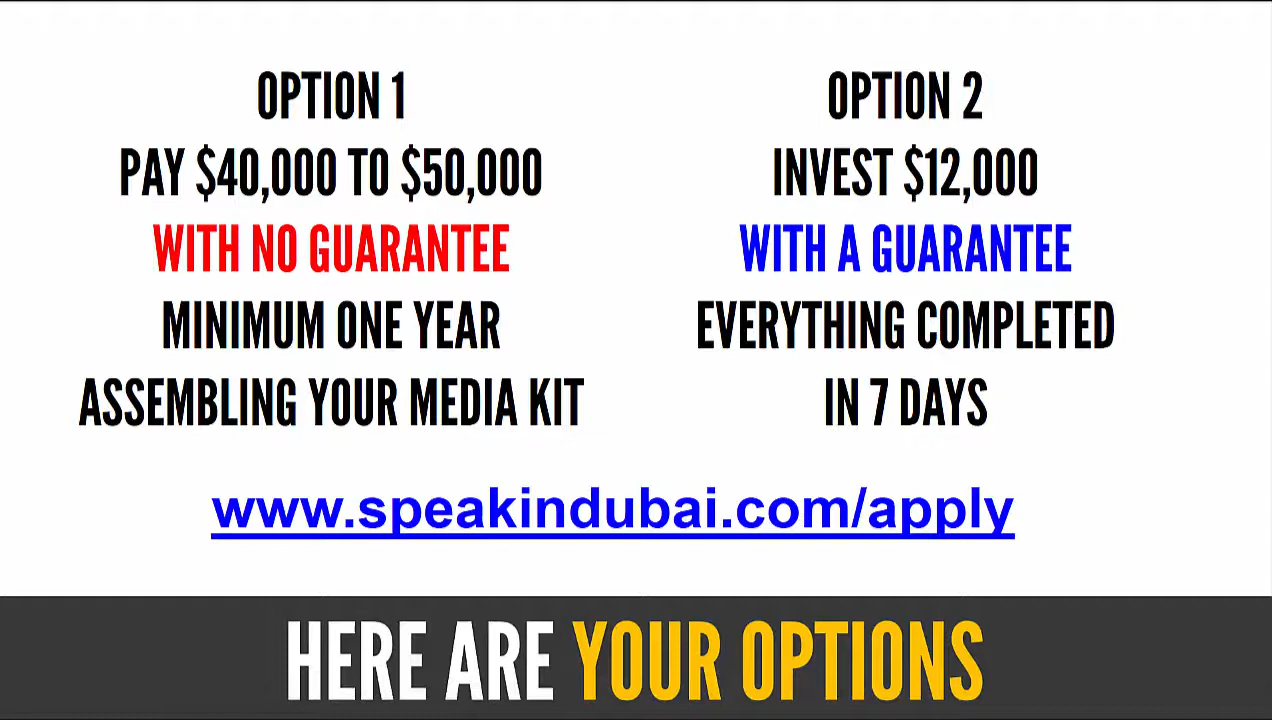 OPTION 1
PAY $40,000 TO $50,000
WITH NO GUARANTEE
MINIMUM ONE YEAR
ASSEMBLING YOUR MEDIA KIT
OPTION 2
INVEST $12,000
WITH A GUARANTEE
EVERYTHING COMPLETED
IN 7 DAYS
www.speakindubai.com/apply
HERE ARE YOUR OPTIONS